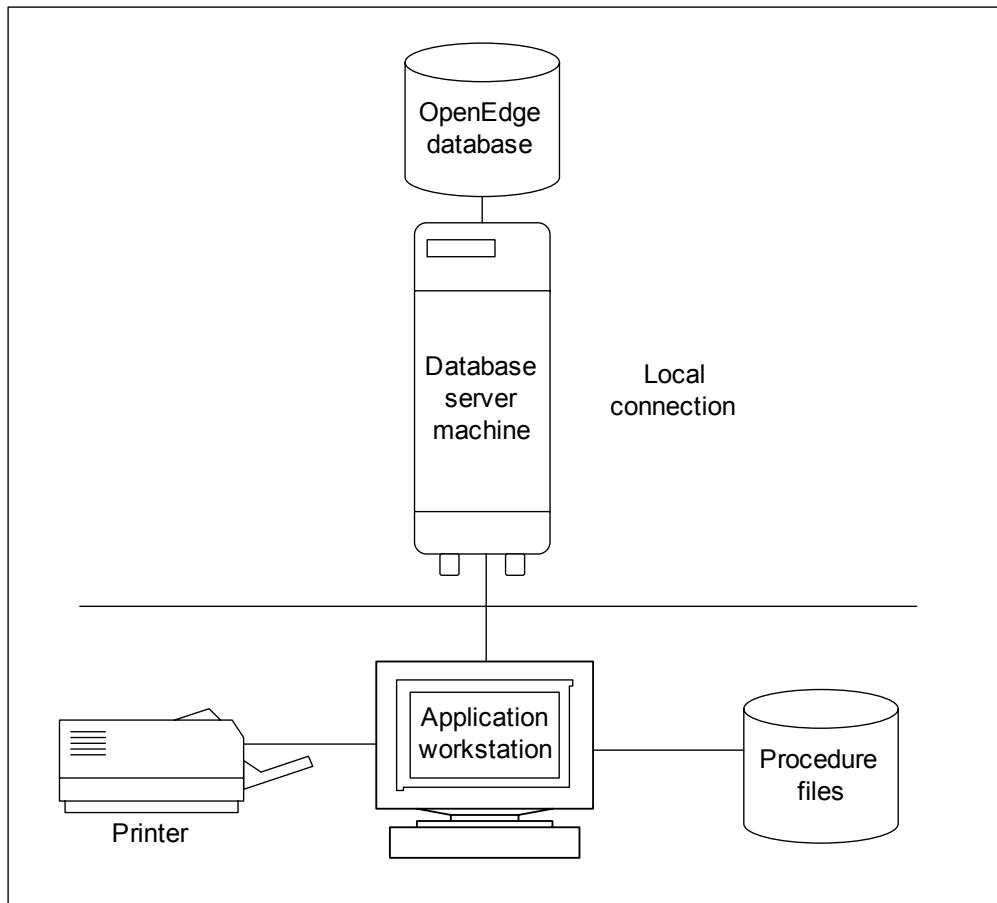 OpenEdge
database
Database
server
machine
Local
connection
Application
workstation
Procedure
files
Printer